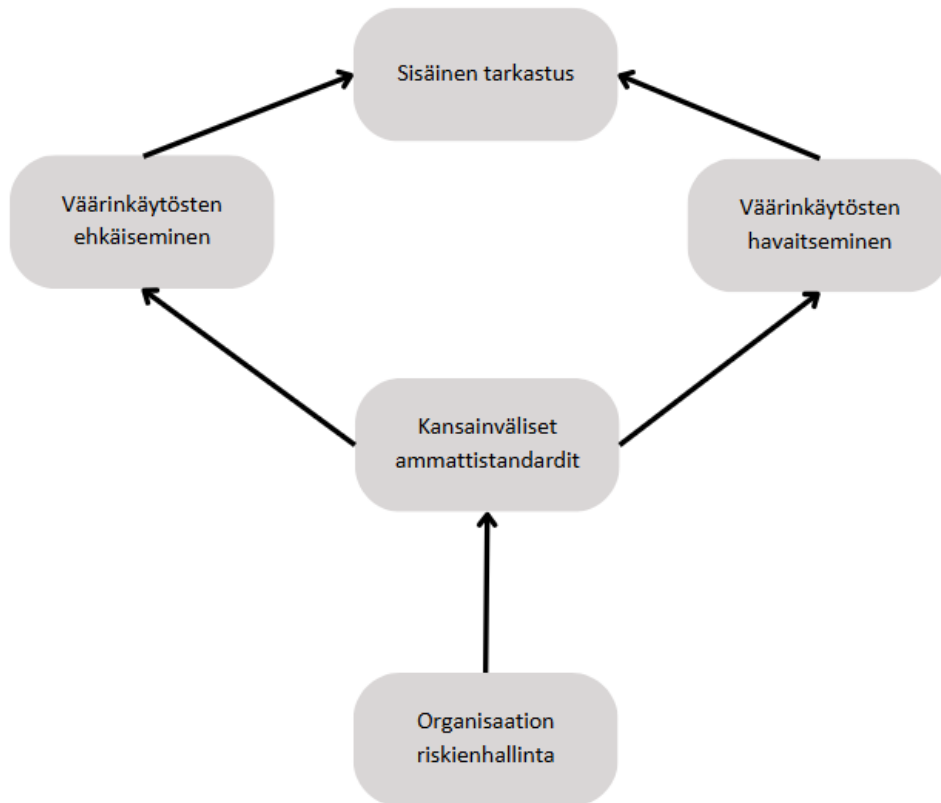 Sisäinen tarkastus
Väärinkäytösten
ehkäiseminen
Väärinkäytösten
havaitseminen
Kansainväliset
ammattistandardit
Organisaation
riskienhallinta